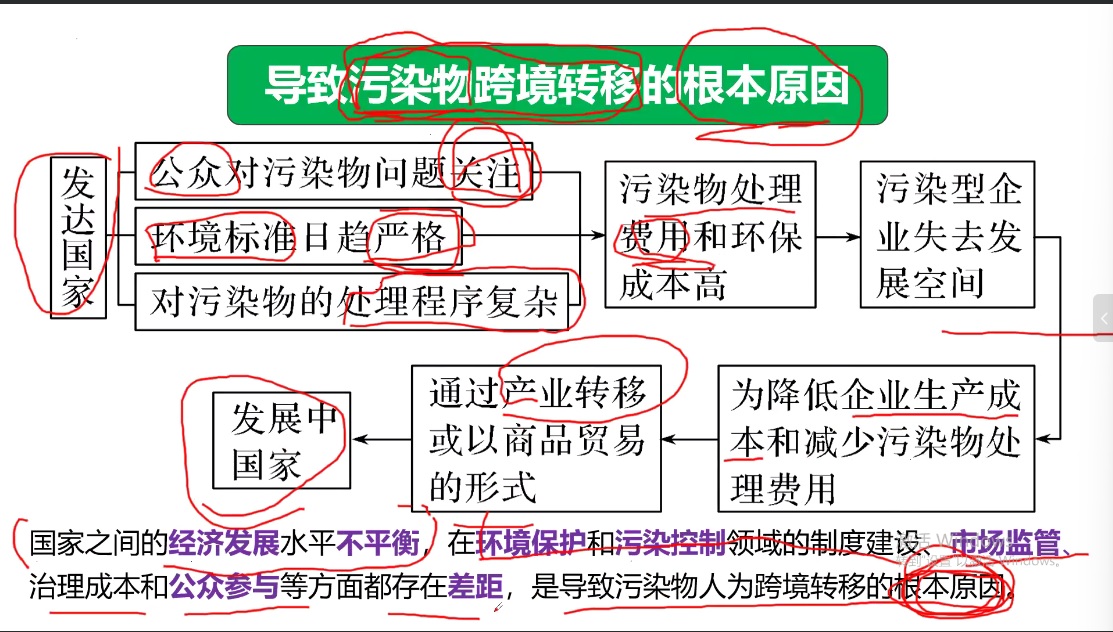 导致污染物跨境转移的根本原因
发
达
国
家
公众对污染物问题关注
环境标准日趋严格
对污染物的处理程序复杂
污染物处理
费用和环保
成本高
污染型企
业失去发
展空间
为降低企业生产成
本和减少污染物处
理费用
通过产业转移
或以商品贸易
的形式
发展中
国家
国家之间的经济发展水平不平衡，在环境保护和污染控制领域的制度建设、市场监管、
治理成本和公众参与等方面都存在差距，是导致污染物人为跨境转移的根本原因。